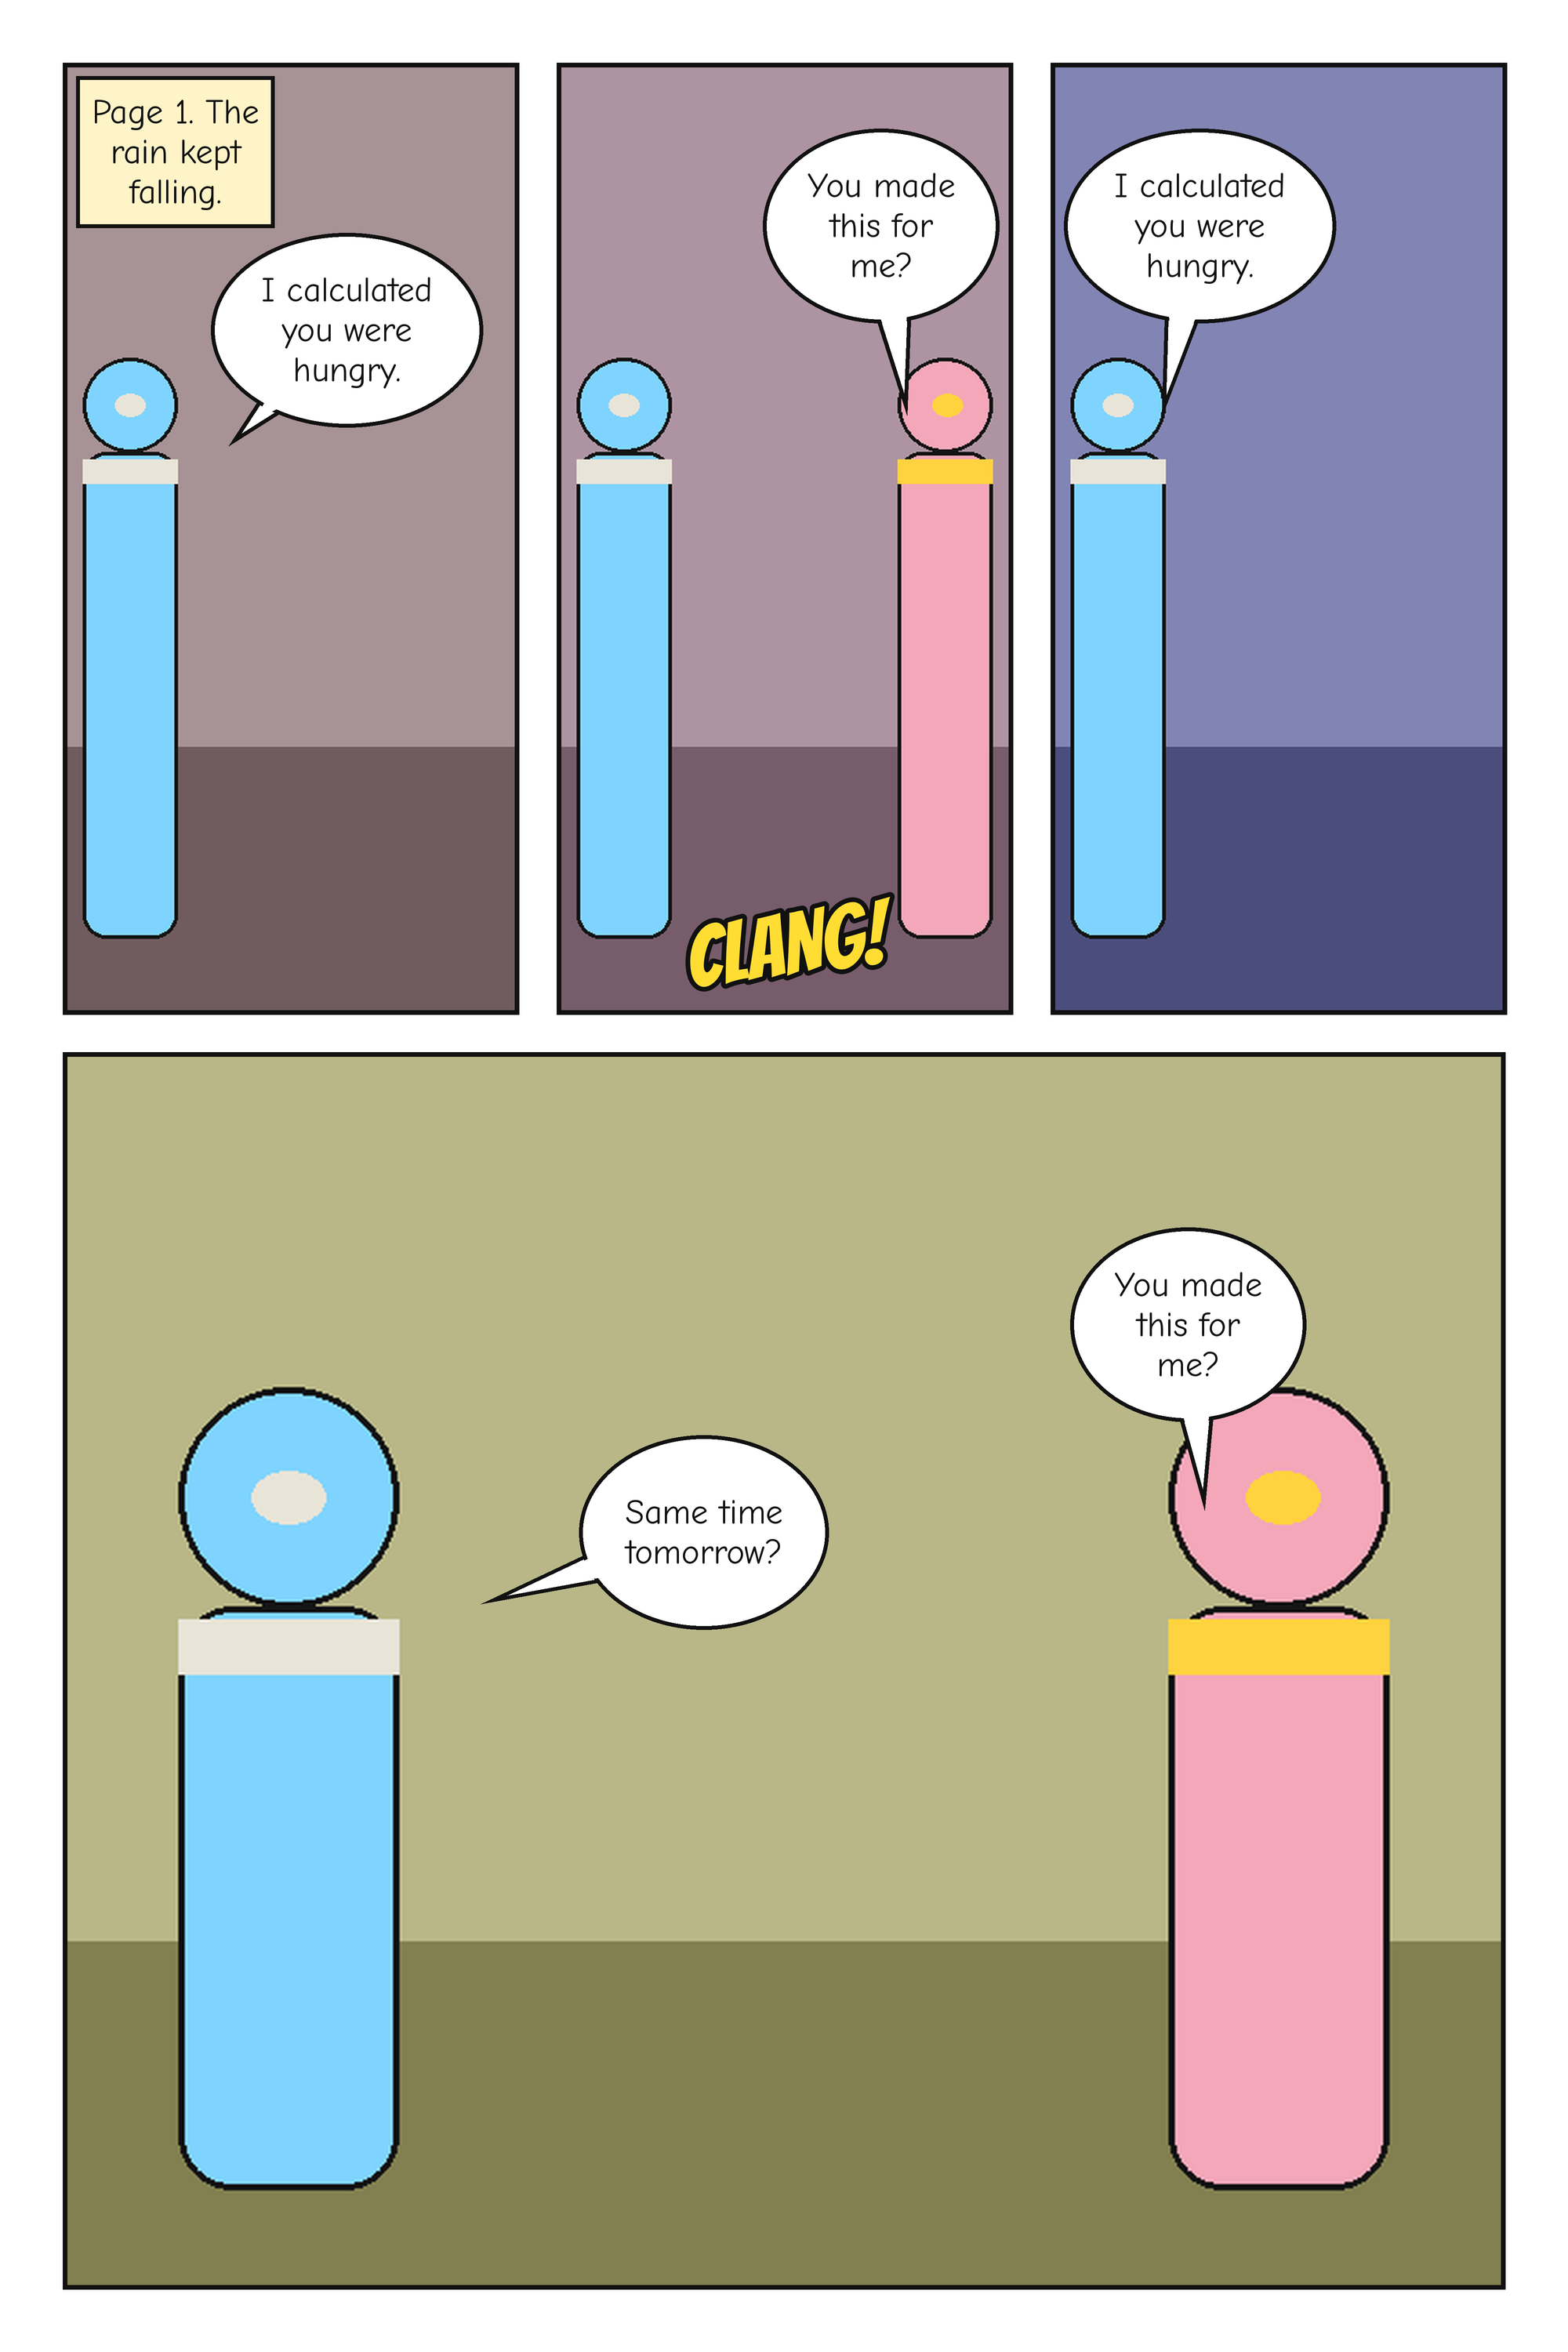 Page 1. The
rain kept
falling.
I calculated
you were
hungry.
You made
this for
me?
CLANG!
I calculated
you were
hungry.
Same time
tomorrow?
You made
this for
me?